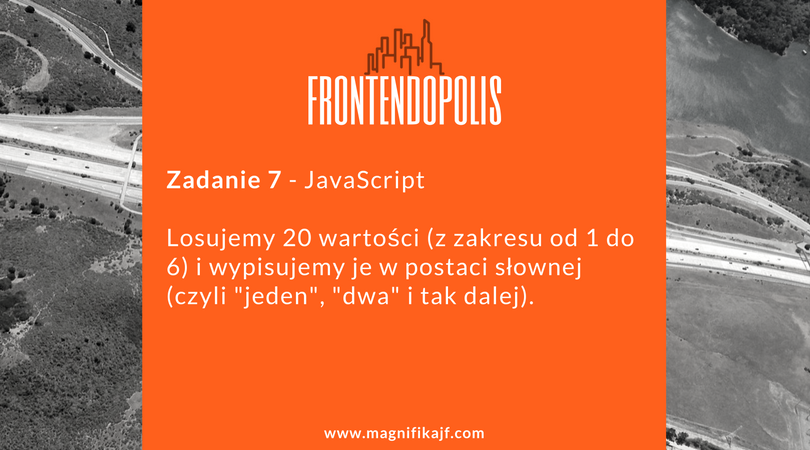 FRONTENDOPOLIS
Zadanie 7 - JavaScript
Losujemy 20 wartości (z zakresu od 1 do
6) i wypisujemy je w postaci słownej
(czyli "jeden", "dwa" i tak dalej).
www.magnifikajf.com